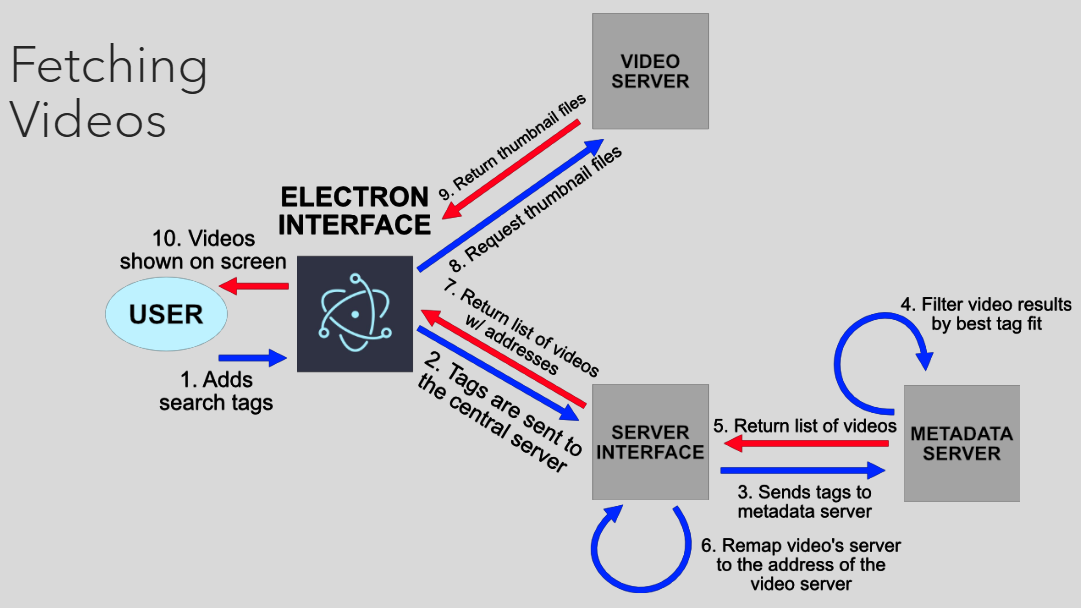 Fetching
Videos
VIDEO
SERVER
9. Return thumbnail files
8. Request thumbnail files
ELECTRON
INTERFACE
10. Videos
shown on screen
USER
1. Adds
search tags
7. Return list of videos
w/ addresses
2. Tags are sent to
the central server
4. Filter video results
by best tag fit
SERVER
INTERFACE
5. Return list of videos
METADATA
SERVER
3. Sends tags to
metadata server
6. Remap video's server
to the address of the
video server